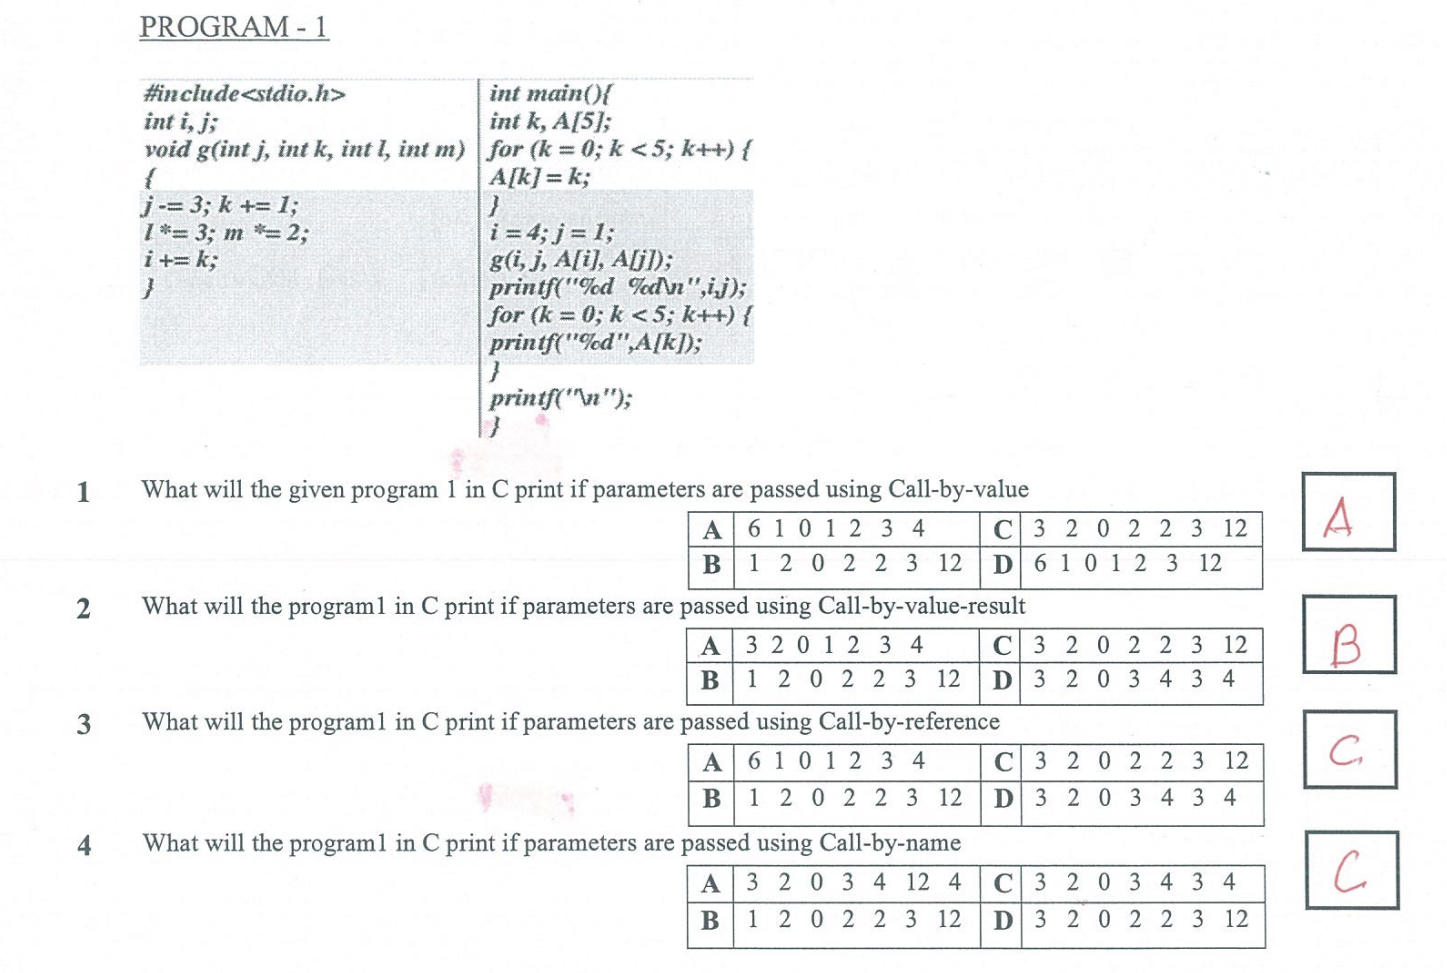 PROGRAM - 1
#include<stdio.h>
int i, j;
void g(int j, int k, int l, int m)
{
j -= 3; k += 1;
l *= 3; m *= 2;
i += k;
}
int main(){
int k, A[5];
for (k = 0; k < 5; k++) {
A[k] = k;
}
i = 4; j = 1;
g(i, j, A[i], A[j]);
printf("%d %d\n",i,j);
for (k = 0; k < 5; k++) {
printf("%d",A[k]);
}
printf("\n");
}
1 What will the given program 1 in C print if parameters are passed using Call-by-value
A 6 1 0 1 2 3 4 C 3 2 0 2 2 3 12
B 1 2 0 2 2 3 12 D 6 1 0 1 2 3 12
A
2 What will the program1 in C print if parameters are passed using Call-by-value-result
A 3 2 0 1 2 3 4 C 3 2 0 2 2 3 12
B 1 2 0 2 2 3 12 D 3 2 0 3 4 3 4
B
3 What will the program1 in C print if parameters are passed using Call-by-reference
A 6 1 0 1 2 3 4 C 3 2 0 2 2 3 12
B 1 2 0 2 2 3 12 D 3 2 0 3 4 3 4
C
4 What will the program1 in C print if parameters are passed using Call-by-name
A 3 2 0 3 4 12 4 C 3 2 0 3 4 3 4
B 1 2 0 2 2 3 12 D 3 2 0 2 2 3 12
C